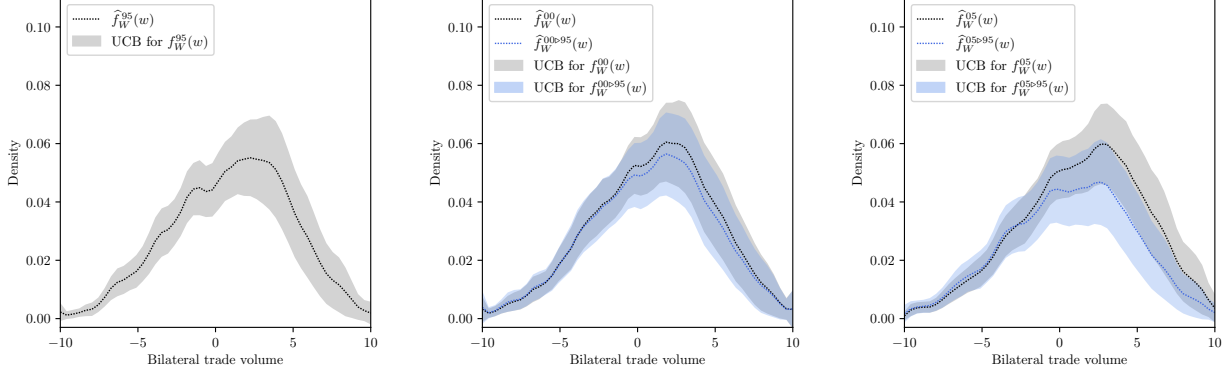 0.10
0.08
0.06
0.04
0.02
0.00
Density
−10
−5
0
5
10
Bilateral trade volume
f̂_W^{95}(w)
UCB for f_W^{95}(w)
0.10
0.08
0.06
0.04
0.02
0.00
Density
−10
−5
0
5
10
Bilateral trade volume
f̂_W^{00}(w)
f̂_W^{00▹95}(w)
UCB for f_W^{00}(w)
UCB for f_W^{00▹95}(w)
0.10
0.08
0.06
0.04
0.02
0.00
Density
−10
−5
0
5
10
Bilateral trade volume
f̂_W^{05}(w)
f̂_W^{05▹95}(w)
UCB for f_W^{05}(w)
UCB for f_W^{05▹95}(w)